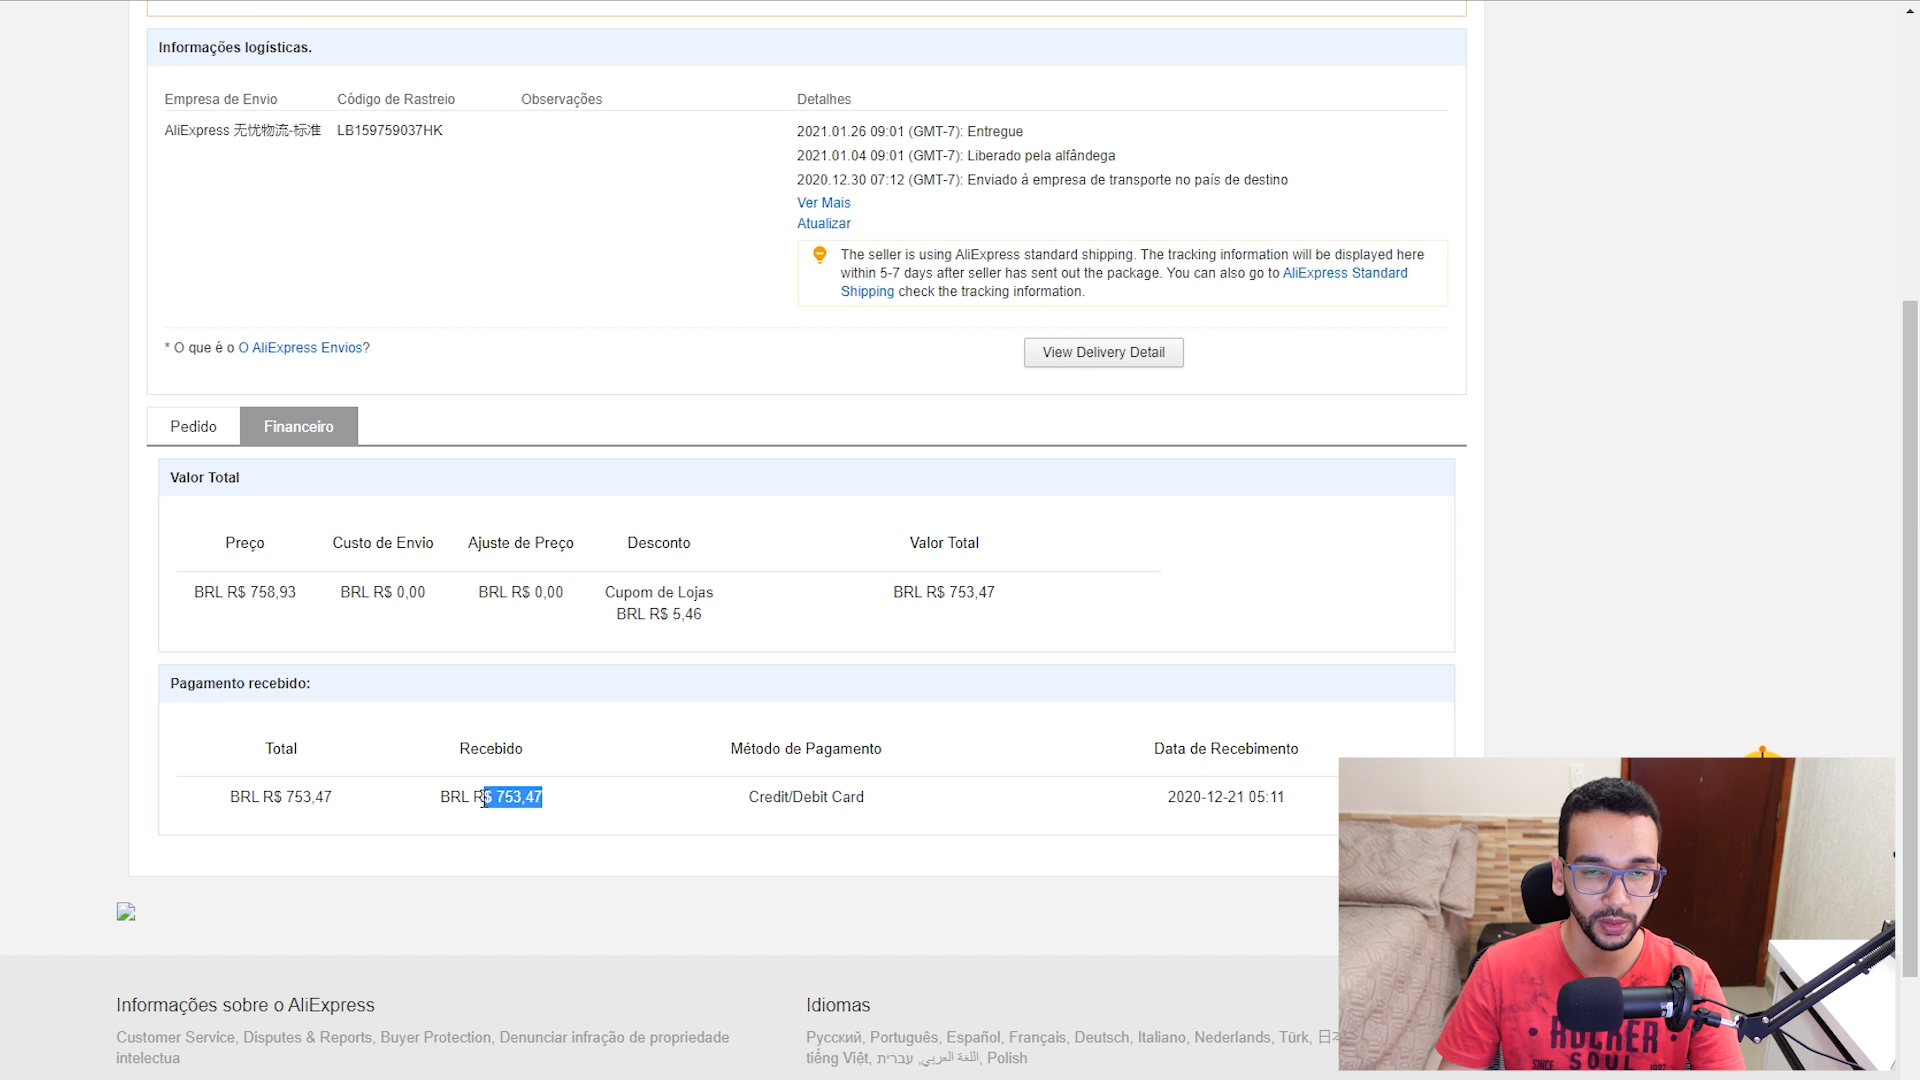 Informações logísticas.
Empresa de Envio Código de Rastreio Observações Detalhes
AliExpress 无忧物流-标准 LB159759037HK 2021.01.26 09:01 (GMT-7): Entregue
2021.01.04 09:01 (GMT-7): Liberado pela alfândega
2020.12.30 07:12 (GMT-7): Enviado à empresa de transporte no país de destino
Ver Mais
Atualizar
The seller is using AliExpress standard shipping. The tracking information will be displayed here
within 5-7 days after seller has sent out the package. You can also go to AliExpress Standard
Shipping check the tracking information.
* O que é o O AliExpress Envios?
View Delivery Detail
Pedido Financeiro
Valor Total
Preço Custo de Envio Ajuste de Preço Desconto Valor Total
BRL R$ 758,93 BRL R$ 0,00 BRL R$ 0,00 Cupom de Lojas BRL R$ 753,47
BRL R$ 5,46
Pagamento recebido:
Total Recebido Método de Pagamento Data de Recebimento
BRL R$ 753,47 BRL R$ 753,47 Credit/Debit Card 2020-12-21 05:11
Informações sobre o AliExpress
Customer Service, Disputes & Reports, Buyer Protection, Denunciar infração de propriedade
intelectua
Idiomas
Русский, Português, Español, Français, Deutsch, Italiano, Nederlands, Türk, 日
tiếng Việt, עברית, اللغة العربي, Polish
ROCKER
SINCE SOUL